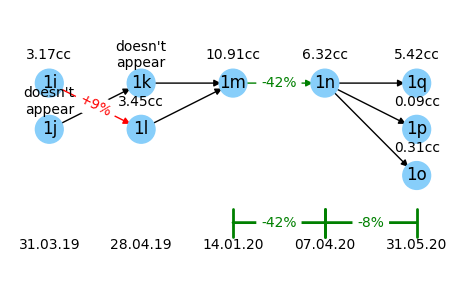 3.17cc
doesn't
appear
10.91cc
6.32cc
5.42cc
1j
1k
1m
-42%
1n
1q
doesn't
appear
+9%
3.45cc
0.09cc
1j
1l
1p
0.31cc
1o
-42%
-8%
31.03.19
28.04.19
14.01.20
07.04.20
31.05.20